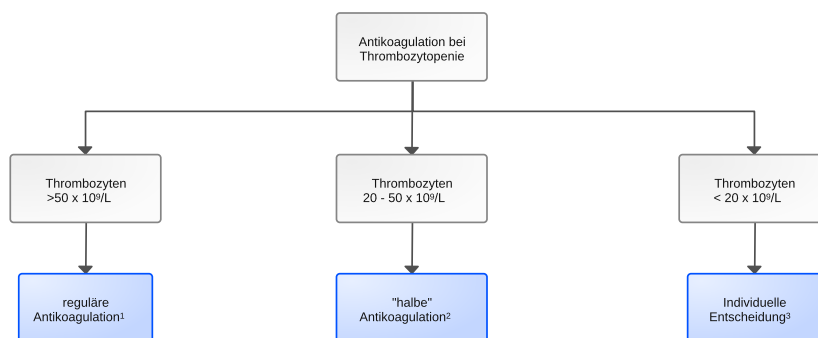 Antikoagulation bei
Thrombozytopenie
Thrombozyten
>50 x 10⁹/L
Thrombozyten
20 - 50 x 10⁹/L
Thrombozyten
< 20 x 10⁹/L
reguläre
Antikoagulation¹
"halbe"
Antikoagulation²
Individuelle
Entscheidung³